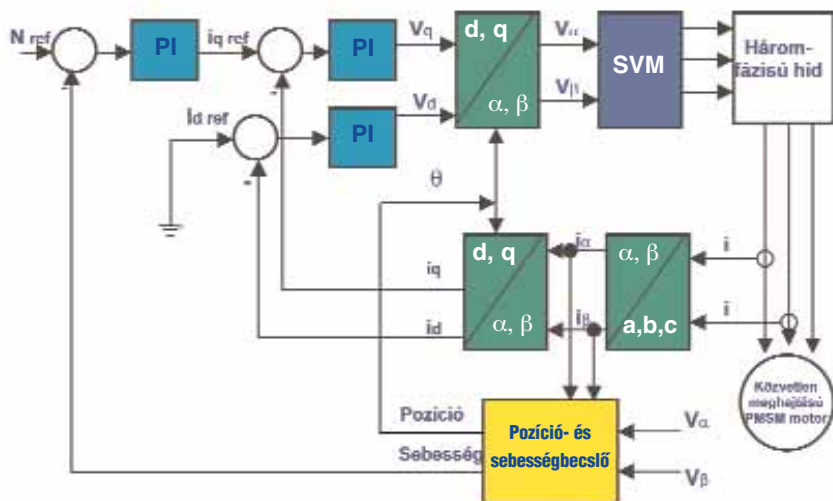 N ref
PI
iq ref
PI
Vq
d, q
α, β
Vα
Vβ
SVM
Három-
fázisú híd
Id ref
PI
Vd
θ
d, q
α, β
iα
iβ
α, β
a,b,c
i
i
iq
id
Közvetlen
meghajtású
PMSM motor
Pozíció
Sebesség
Pozíció- és
sebességbecslő
Vα
Vβ